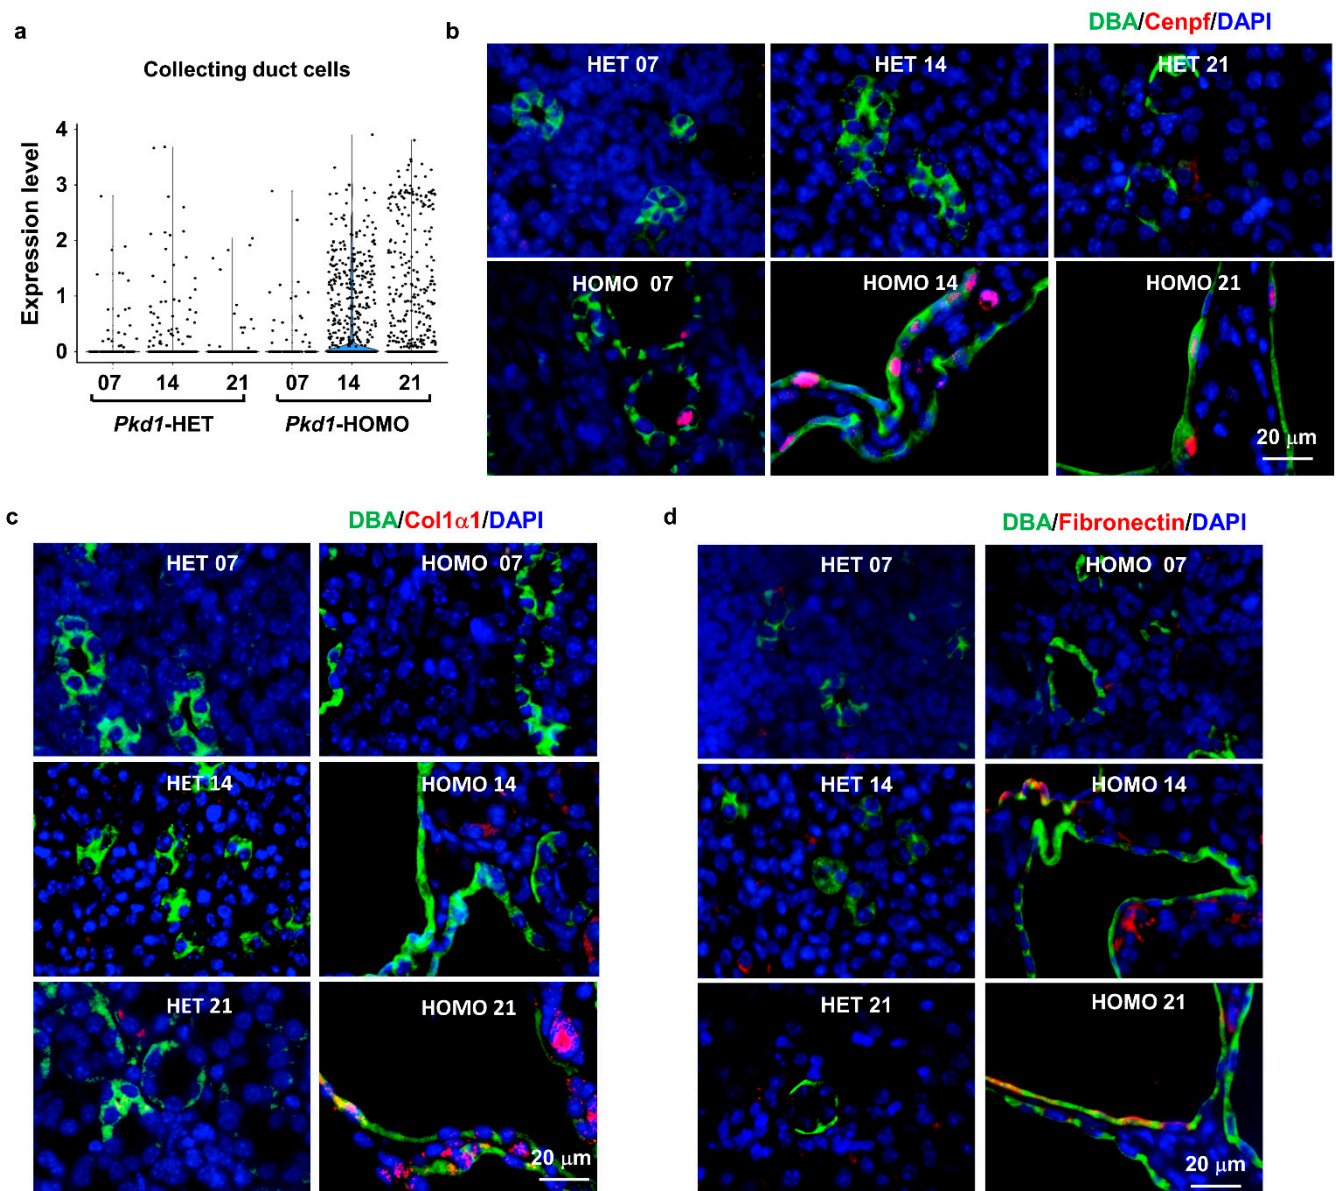 a
Collecting duct cells
Expression level
4
3
2
1
0
07 14 21 07 14 21
Pkd1-HET Pkd1-HOMO
b
DBA/Cenpf/DAPI
HET 07 HET 14 HET 21
HOMO 07 HOMO 14 HOMO 21
20 μm
c
DBA/Col1α1/DAPI
HET 07 HOMO 07
HET 14 HOMO 14
HET 21 HOMO 21
20 μm
d
DBA/Fibronectin/DAPI
HET 07 HOMO 07
HET 14 HOMO 14
HET 21 HOMO 21
20 μm